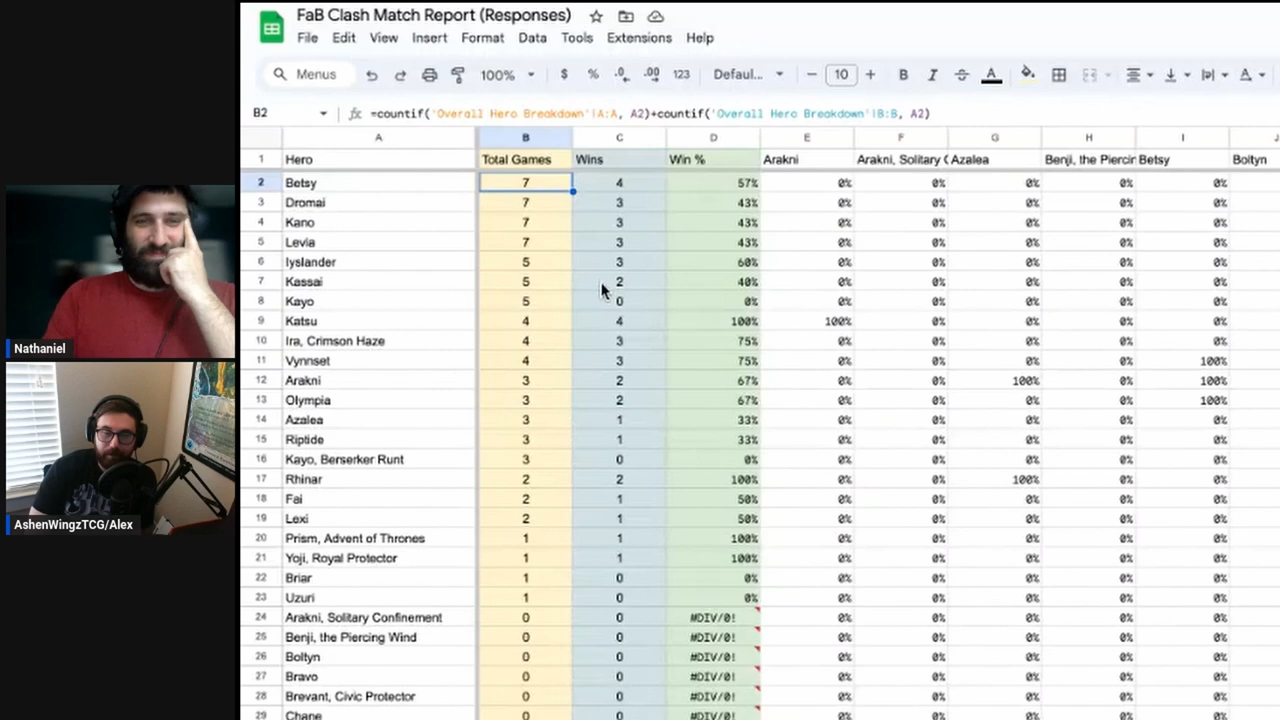 FaB Clash Match Report (Responses)
File Edit View Insert Format Data Tools Extensions Help
Menus 100% $ % .0 .00 123 Defaul... 10 B I A
B2 fx =countif('Overall Hero Breakdown'!A:A, A2)+countif('Overall Hero Breakdown'!B:B, A2)
A B C D E F G H I J
1 Hero Total Games Wins Win % Arakni Arakni, Solitary C Azalea Benji, the Piercin Betsy Boltyn
2 Betsy 7 4 57% 0% 0% 0% 0% 0%
3 Dromai 7 3 43% 0% 0% 0% 0% 0%
4 Kano 7 3 43% 0% 0% 0% 0% 0%
5 Levia 7 3 43% 0% 0% 0% 0% 0%
6 Iyslander 5 3 60% 0% 0% 0% 0% 0%
7 Kassai 5 2 40% 0% 0% 0% 0% 0%
8 Kayo 5 0 0% 0% 0% 0% 0% 0%
9 Katsu 4 4 100% 100% 0% 0% 0% 0%
10 Ira, Crimson Haze 4 3 75% 0% 0% 0% 0% 0%
11 Vynnset 4 3 75% 0% 0% 0% 0% 100%
12 Arakni 3 2 67% 0% 0% 100% 0% 100%
13 Olympia 3 2 67% 0% 0% 0% 0% 100%
14 Azalea 3 1 33% 0% 0% 0% 0% 0%
15 Riptide 3 1 33% 0% 0% 0% 0% 0%
16 Kayo, Berserker Runt 3 0 0% 0% 0% 0% 0% 0%
17 Rhinar 2 2 100% 0% 0% 100% 0% 0%
18 Fai 2 1 50% 0% 0% 0% 0% 0%
19 Lexi 2 1 50% 0% 0% 0% 0% 0%
20 Prism, Advent of Thrones 1 1 100% 0% 0% 0% 0% 0%
21 Yoji, Royal Protector 1 1 100% 0% 0% 0% 0% 0%
22 Briar 1 0 0% 0% 0% 0% 0% 0%
23 Uzuri 1 0 0% 0% 0% 0% 0% 0%
24 Arakni, Solitary Confinement 0 0 #DIV/0! 0% 0% 0% 0% 0%
25 Benji, the Piercing Wind 0 0 #DIV/0! 0% 0% 0% 0% 0%
26 Boltyn 0 0 #DIV/0! 0% 0% 0% 0% 0%
27 Bravo 0 0 #DIV/0! 0% 0% 0% 0% 0%
28 Brevant, Civic Protector 0 0 #DIV/0! 0% 0% 0% 0% 0%
29 Chane 0 0 #DIV/0! 0% 0% 0% 0% 0%
Nathaniel
AshenWingzTCG/Alex